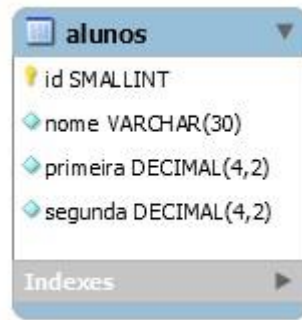 alunos
id SMALLINT
nome VARCHAR(30)
primeira DECIMAL(4,2)
segunda DECIMAL(4,2)
Indexes